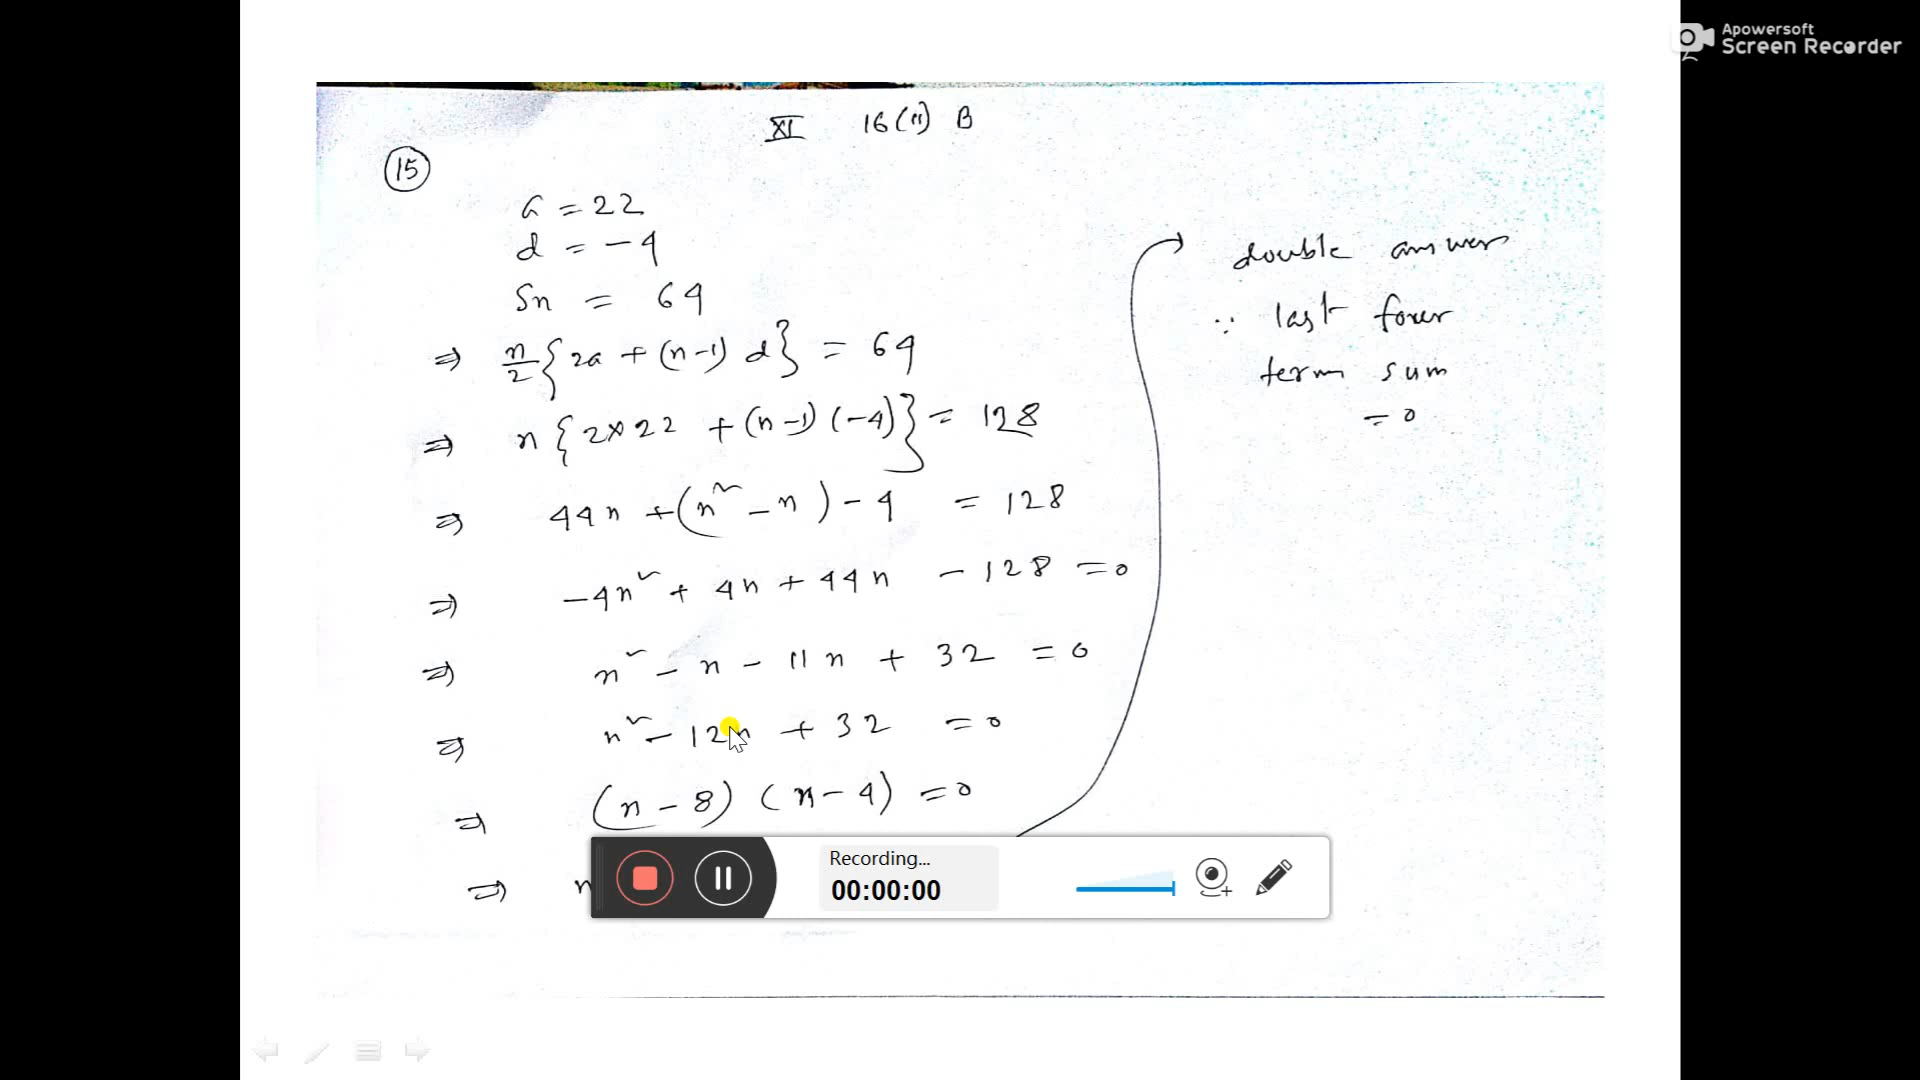 Apowersoft
Screen Recorder
XI 16(11) B
15
a = 22
d = -4
Sn = 64
⇒ n/2 {2a + (n-1) d} = 64
⇒ n {2×22 + (n-1) (-4)} = 128
⇒ 44n + (n² - n) - 4 = 128
⇒ -4n² + 4n + 44n - 128 = 0
⇒ n² - n - 11n + 32 = 0
⇒ n² - 12n + 32 = 0
⇒ (n - 8) (n - 4) = 0
⇒ n
double answer
∵ last four
term sum
= 0
Recording...
00:00:00